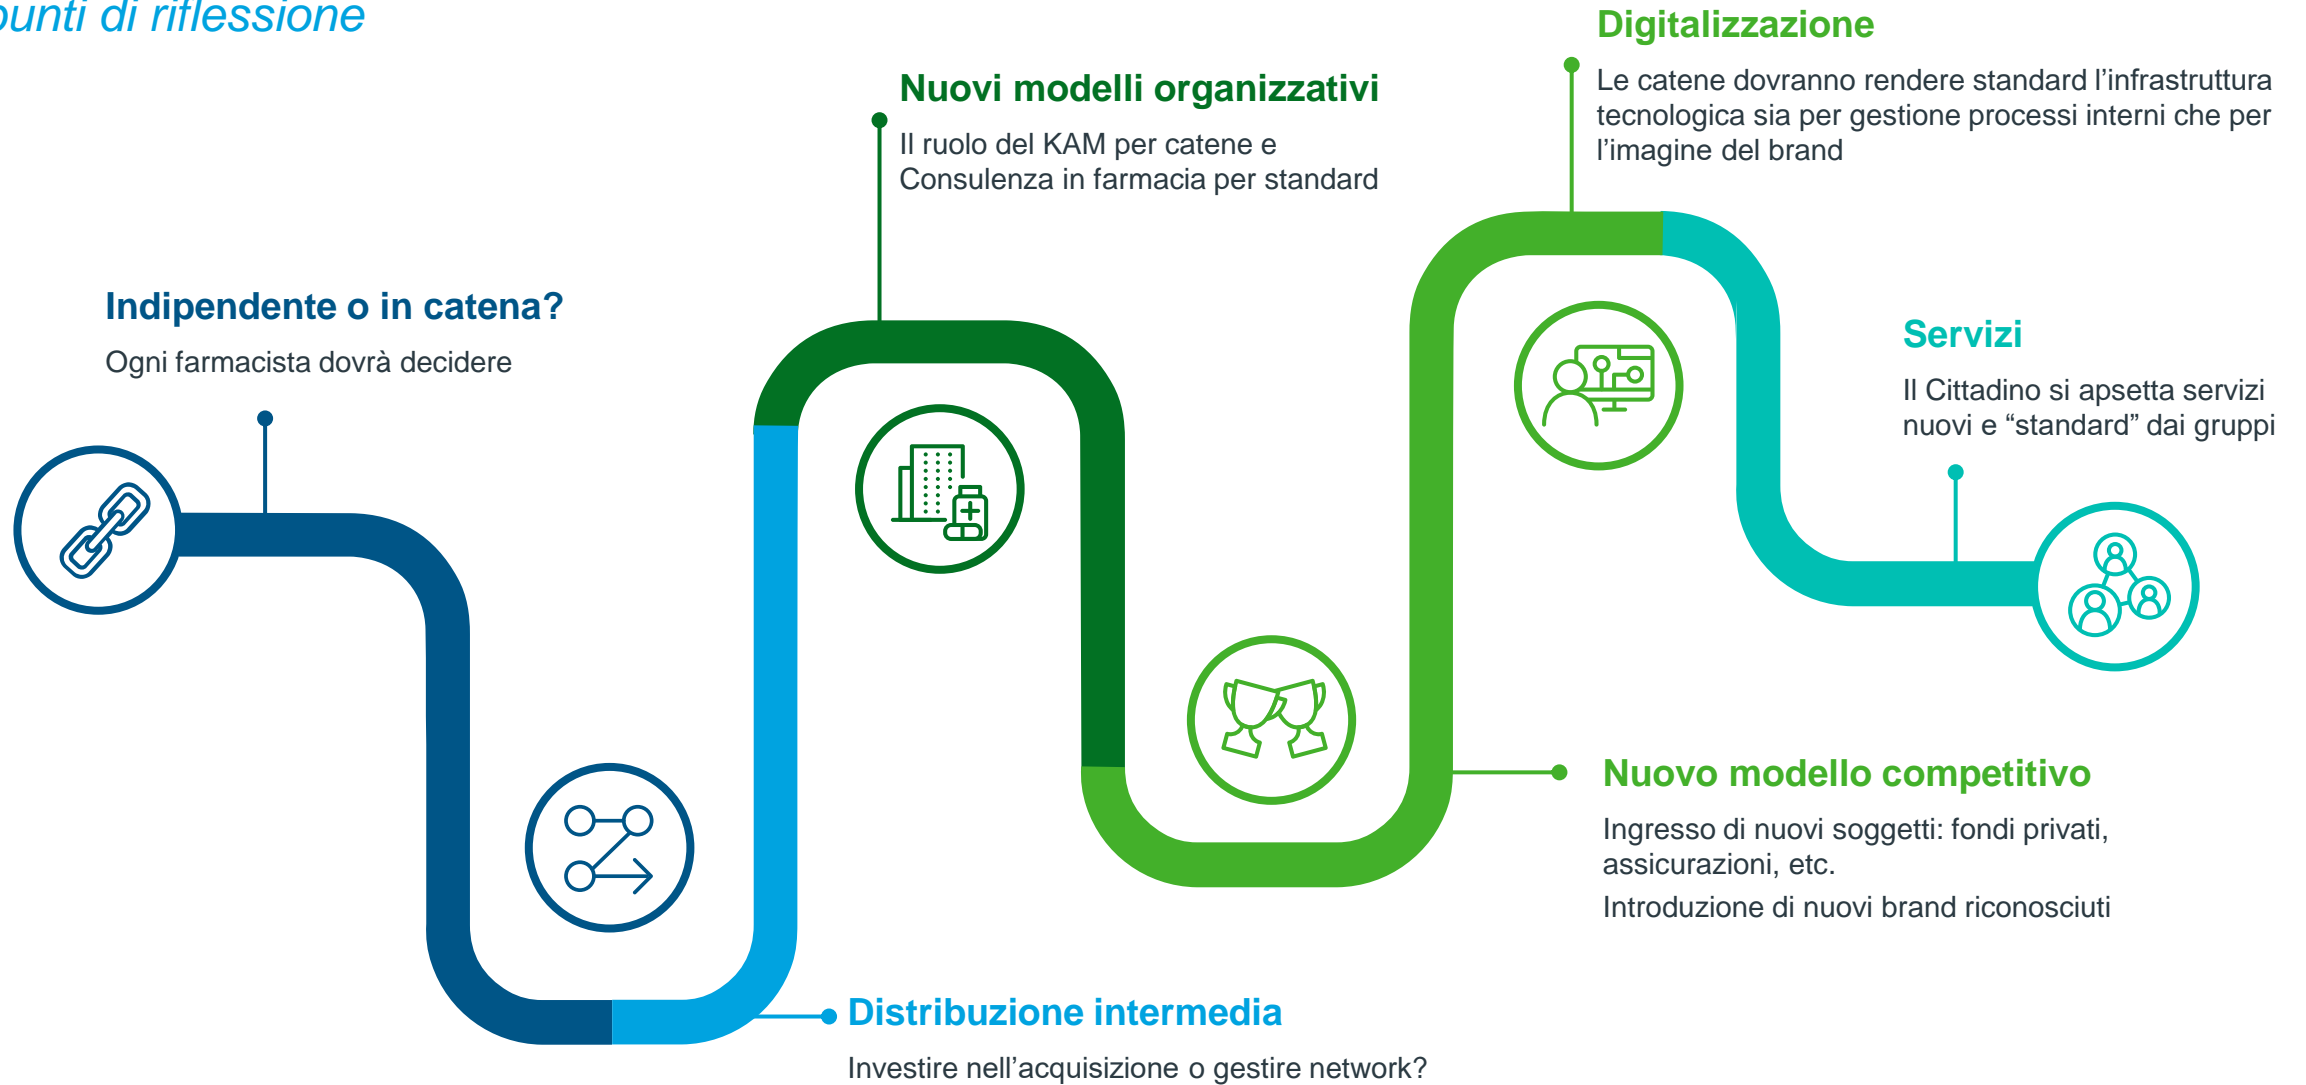 punti di riflessione
Indipendente o in catena?
Ogni farmacista dovrà decidere
Distribuzione intermedia
Investire nell’acquisizione o gestire network?
Nuovi modelli organizzativi
Il ruolo del KAM per catene e
Consulenza in farmacia per standard
Nuovo modello competitivo
Ingresso di nuovi soggetti: fondi privati,
assicurazioni, etc.
Introduzione di nuovi brand riconosciuti
Digitalizzazione
Le catene dovranno rendere standard l’infrastruttura
tecnologica sia per gestione processi interni che per
l’imagine del brand
Servizi
Il Cittadino si apsetta servizi
nuovi e “standard” dai gruppi